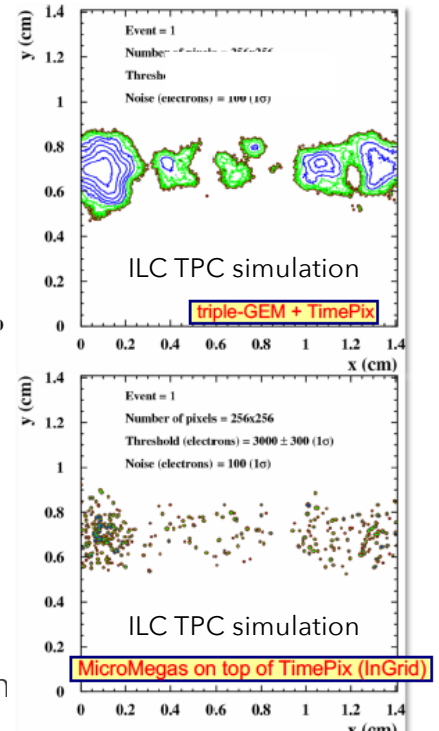 1.4
y (cm)
Event = 1
1.2
1
Noise (electrons) = 100 (1σ)
0.8
0.6
0.4
ILC TPC simulation
0.2
triple-GEM + TimePix
0
0 0.2 0.4 0.6 0.8 1 1.2 1.4
x (cm)
1.4
y (cm)
Event = 1
1.2
Number of pixels = 256x256
Threshold (electrons) = 3000 ± 300 (1σ)
1
Noise (electrons) = 100 (1σ)
0.8
0.6
0.4
ILC TPC simulation
0.2
MicroMegas on top of TimePix (InGrid)
0
0 0.2 0.4 0.6 0.8 1 1.2 1.4
x (cm)